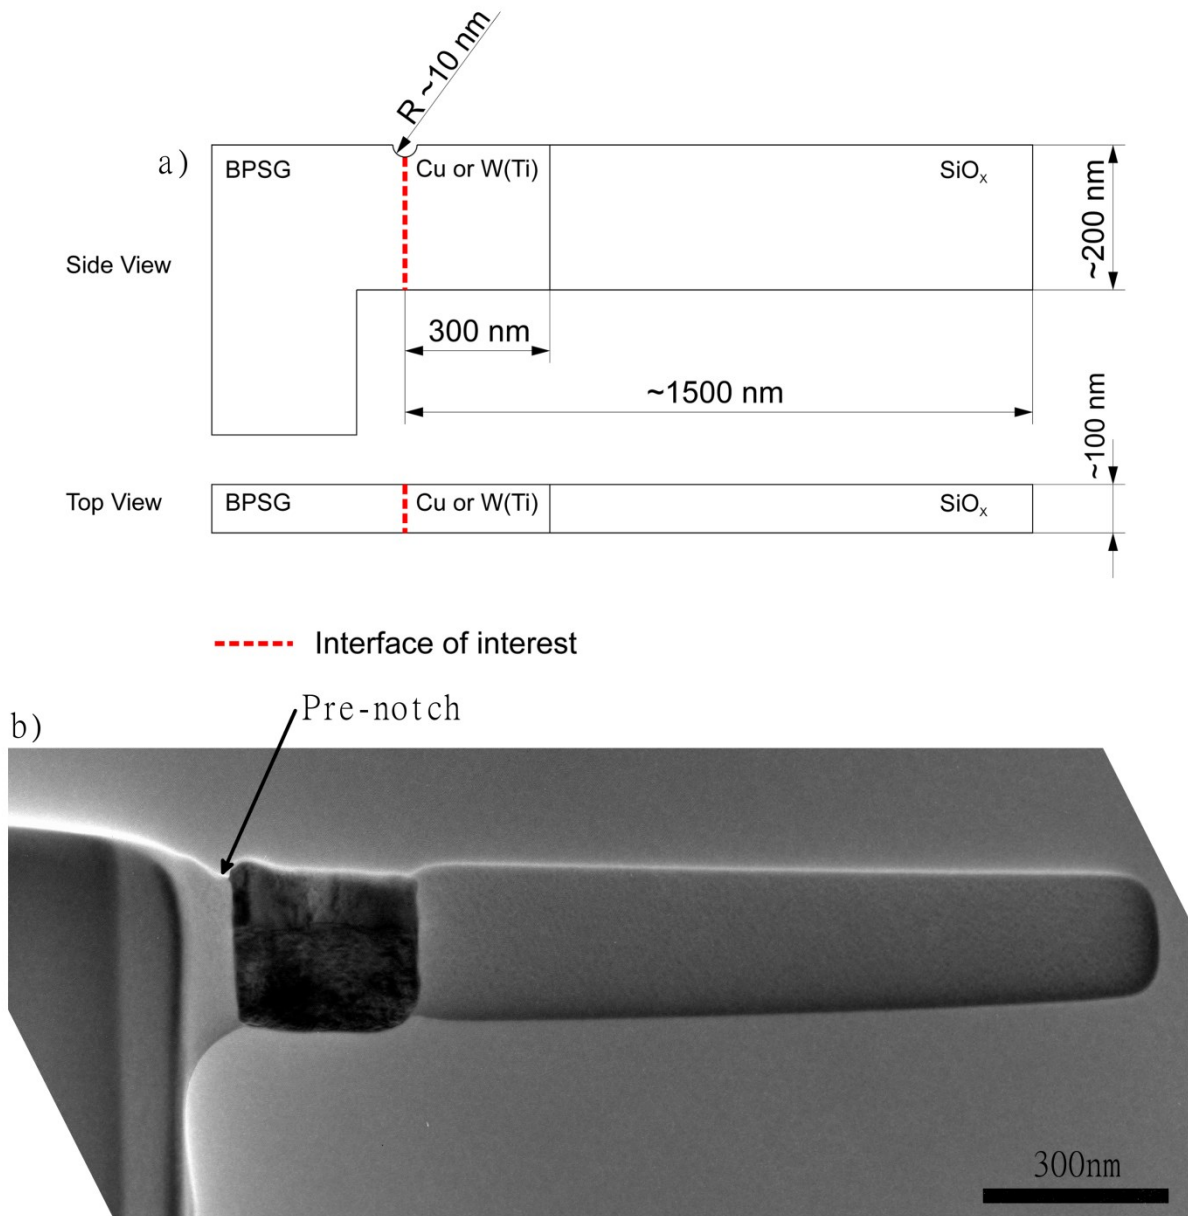 R ~10 nm
a)
BPSG
Cu or W(Ti)
SiOₓ
~200 nm
Side View
300 nm
~1500 nm
~100 nm
Top View
BPSG
Cu or W(Ti)
SiOₓ
Interface of interest
Pre-notch
b)
300nm